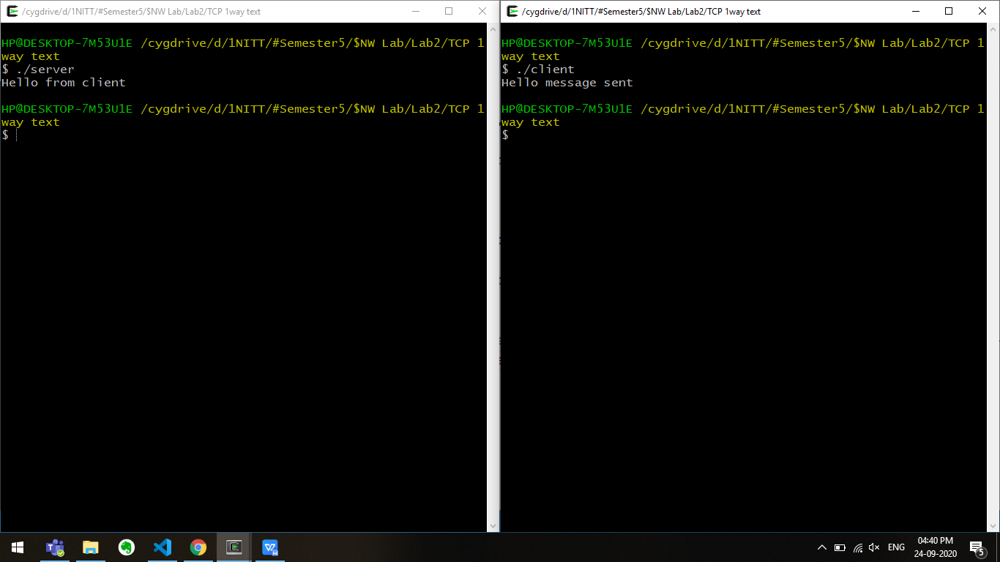 /cygdrive/d/1NITT/#Semester5/$NW Lab/Lab2/TCP 1way text
HP@DESKTOP-7M53U1E /cygdrive/d/1NITT/#Semester5/$NW Lab/Lab2/TCP 1
way text
$ ./server
Hello from client
HP@DESKTOP-7M53U1E /cygdrive/d/1NITT/#Semester5/$NW Lab/Lab2/TCP 1
way text
$
/cygdrive/d/1NITT/#Semester5/$NW Lab/Lab2/TCP 1way text
HP@DESKTOP-7M53U1E /cygdrive/d/1NITT/#Semester5/$NW Lab/Lab2/TCP 1
way text
$ ./client
Hello message sent
HP@DESKTOP-7M53U1E /cygdrive/d/1NITT/#Semester5/$NW Lab/Lab2/TCP 1
way text
$
ENG
04:40 PM
24-09-2020
5